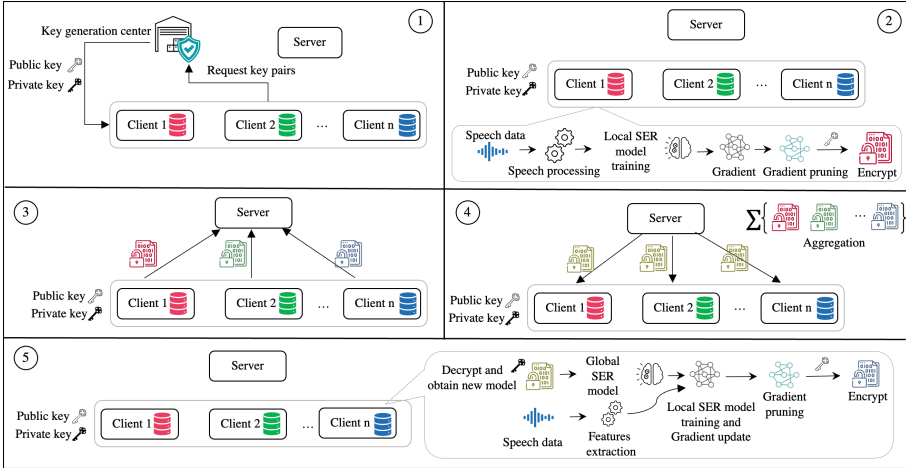 1
Key generation center
Server
Public key
Private key
Request key pairs
Client 1
Client 2
...
Client n
2
Server
Public key
Private key
Client 1
Client 2
...
Client n
Speech data
Speech processing
Local SER
model
training
Gradient
Gradient pruning
Encrypt
3
Server
Public key
Private key
Client 1
Client 2
...
Client n
4
Server
Σ{
...
}
Aggregation
Public key
Private key
Client 1
Client 2
...
Client n
5
Server
Public key
Private key
Client 1
Client 2
...
Client n
Decrypt and
obtain new model
Global
SER
model
Speech data
Features
extraction
Local SER model
training and
Gradient update
Gradient
pruning
Encrypt